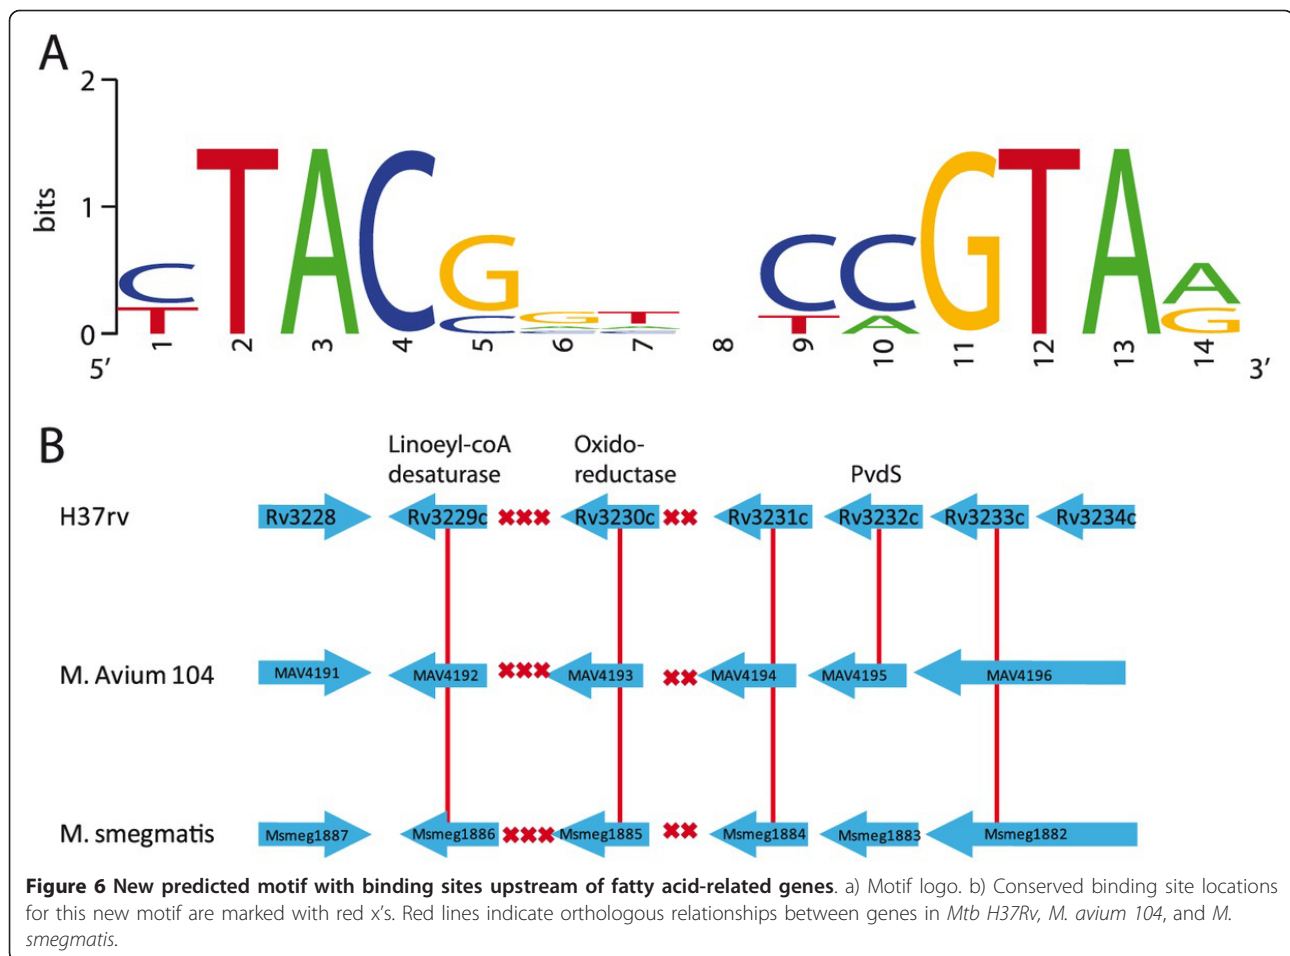 A
2
1
0
bits
C T T A C G C G A C T A C C T C A G T A A G
5′ 1 2 3 4 5 6 7 8 9 10 11 12 13 14 3′
B
Linoeyl-coA
desaturase
Oxido-
reductase
PvdS
H37rv Rv3228 Rv3229c Rv3230c Rv3231c Rv3232c Rv3233c Rv3234c
M. Avium 104 MAV4191 MAV4192 MAV4193 MAV4194 MAV4195 MAV4196
M. smegmatis Msmeg1887 Msmeg1886 Msmeg1885 Msmeg1884 Msmeg1883 Msmeg1882
Figure 6 New predicted motif with binding sites upstream of fatty acid-related genes. a) Motif logo. b) Conserved binding site locations
for this new motif are marked with red x's. Red lines indicate orthologous relationships between genes in Mtb H37Rv, M. avium 104, and M.
smegmatis.